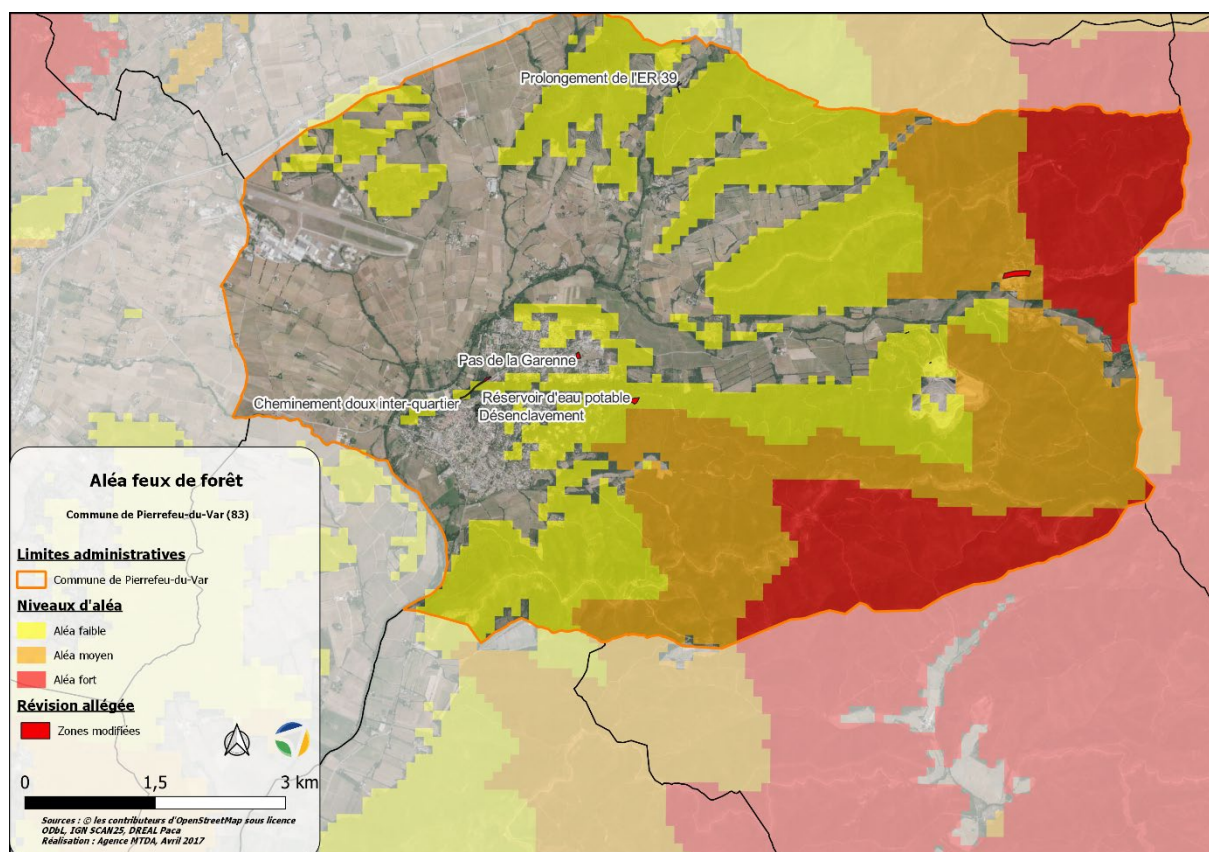 Prolongement de l'ER 39
Pas de la Garenne
Cheminement doux inter-quartier
Réservoir d'eau potable
Désenclavement
Aléa feux de forêt
Commune de Pierrefeu-du-Var (83)
Limites administratives
Commune de Pierrefeu-du-Var
Niveaux d'aléa
Aléa faible
Aléa moyen
Aléa fort
Révision allégée
Zones modifiées
0 1,5 3 km
Sources : © les contributeurs d'OpenStreetMap sous licence
ODbL, IGN SCAN25, DREAL Paca
Réalisation : Agence MTDA, Avril 2017